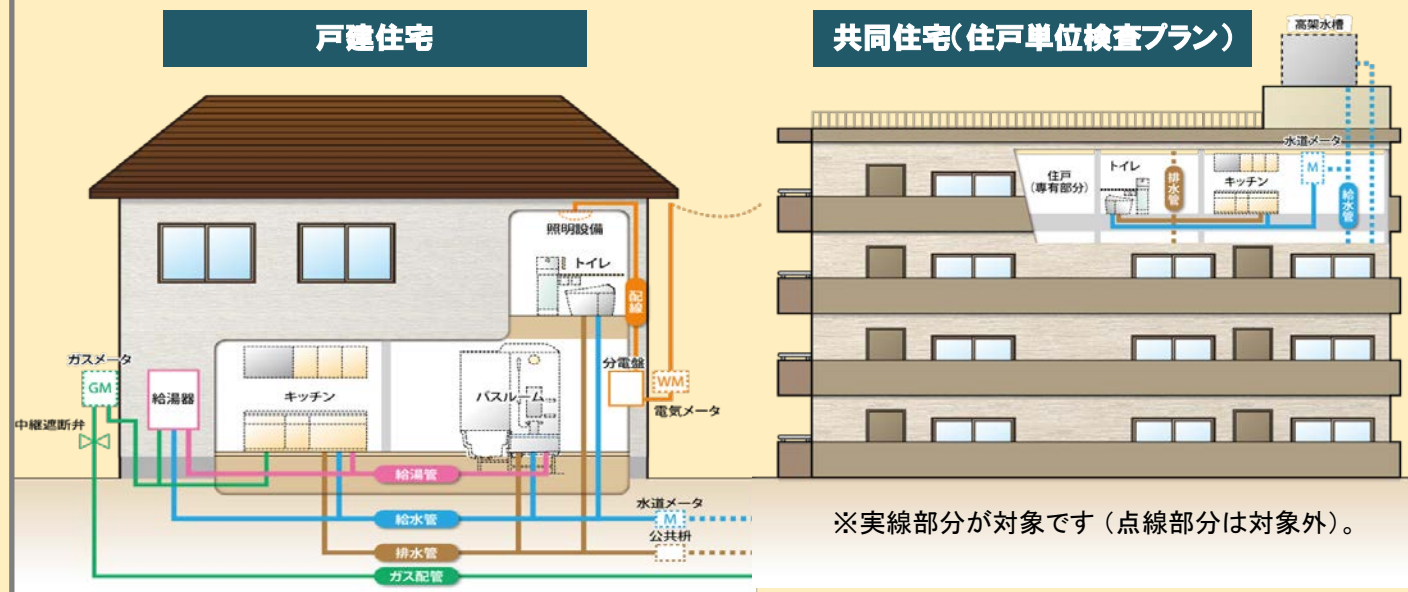 戸建住宅
照明設備
トイレ
配線
ガスメータ
GM
給湯器
中継遮断弁
キッチン
バスルーム
分電盤
WM
電気メータ
給湯管
水道メータ
給水管
M
公共枡
排水管
ガス配管
共同住宅(住戸単位検査プラン)
高架水槽
水道メータ
住戸
(専有部分)
トイレ
排水管
キッチン
M
給水管
※実線部分が対象です(点線部分は対象外)。